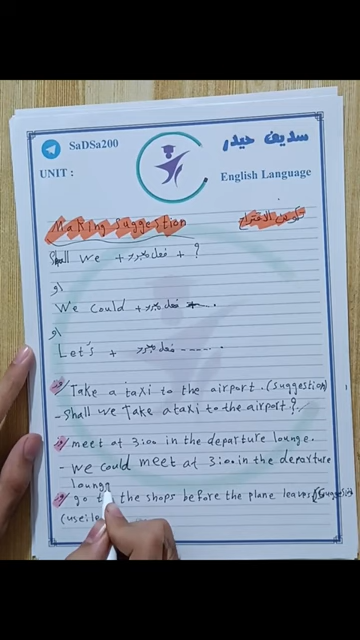 SaDSa200
سديف حيدر
UNIT :
English Language
Making suggestion
تكوين الاقتراح
Shall we + فعل مجرد + ?
او
We could + فعل مجرد + .
او
Let's + فعل مجرد ------ .
Take a taxi to the airport. (suggestion)
- Shall we Take a taxi to the airport?
meet at 3:00 in the departure lounge.
- We could meet at 3:00 in the departure
loung
go the shops before the plane leaves.
(use: le